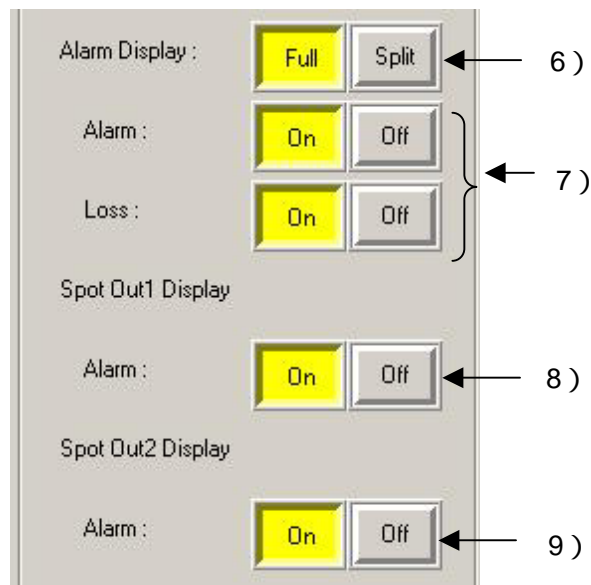 Alarm Display : Full Split 6)
Alarm : On Off
7)
Loss : On Off
Spot Out1 Display
Alarm : On Off 8)
Spot Out2 Display
Alarm : On Off 9)